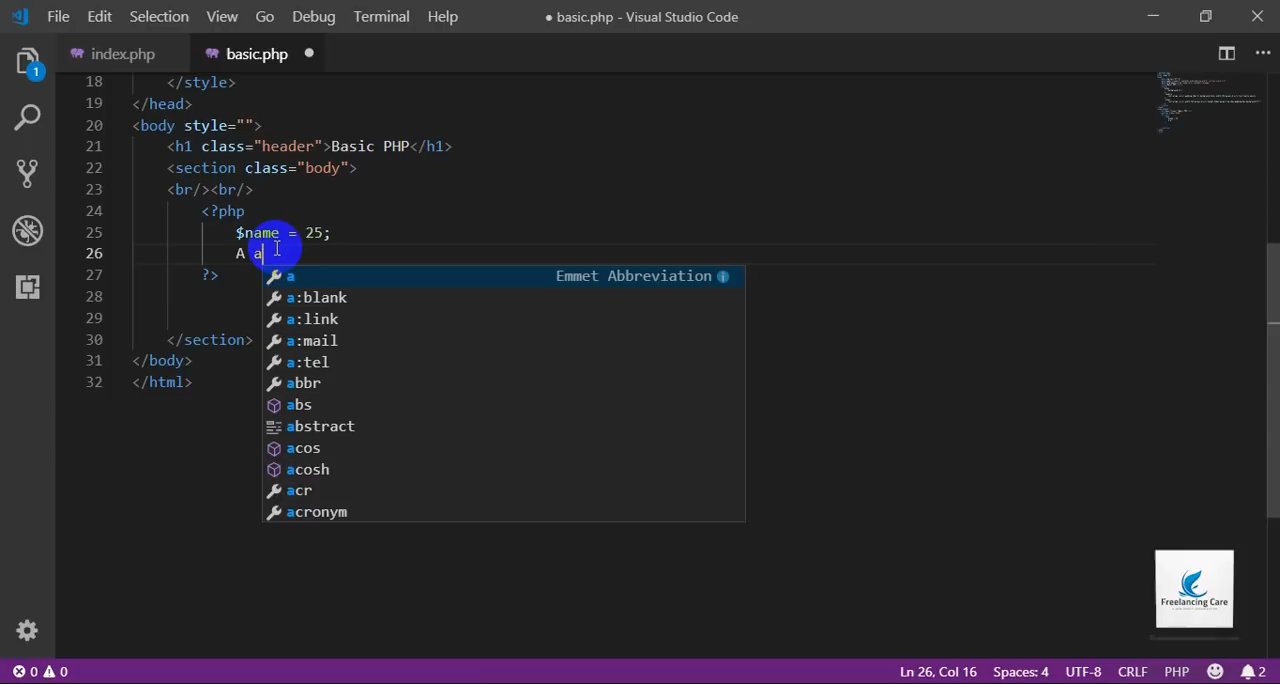 File Edit Selection View Go Debug Terminal Help ● basic.php - Visual Studio Code
1
index.php basic.php
18 </style>
19 </head>
20 <body style="">
21 <h1 class="header">Basic PHP</h1>
22 <section class="body">
23 <br/><br/>
24 <?php
25 $name = 25;
26 A a
27 ?>
a Emmet Abbreviation
28 a:blank
29 a:link
30 </section> a:mail
31 </body> a:tel
32 </html> abbr
abs
abstract
acos
acosh
acr
acronym
Freelancing Care
0 0 Ln 26, Col 16 Spaces: 4 UTF-8 CRLF PHP 2